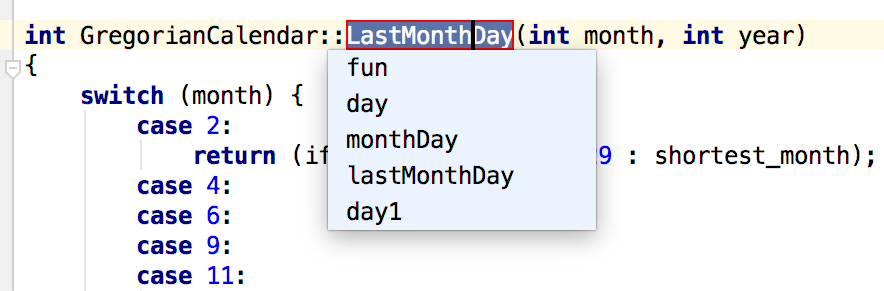 int GregorianCalendar::LastMonthDay(int month, int year)
{
fun
switch (month) {
day
case 2:
monthDay
return (if 29 : shortest_month);
case 4:
lastMonthDay
case 6:
day1
case 9:
case 11: